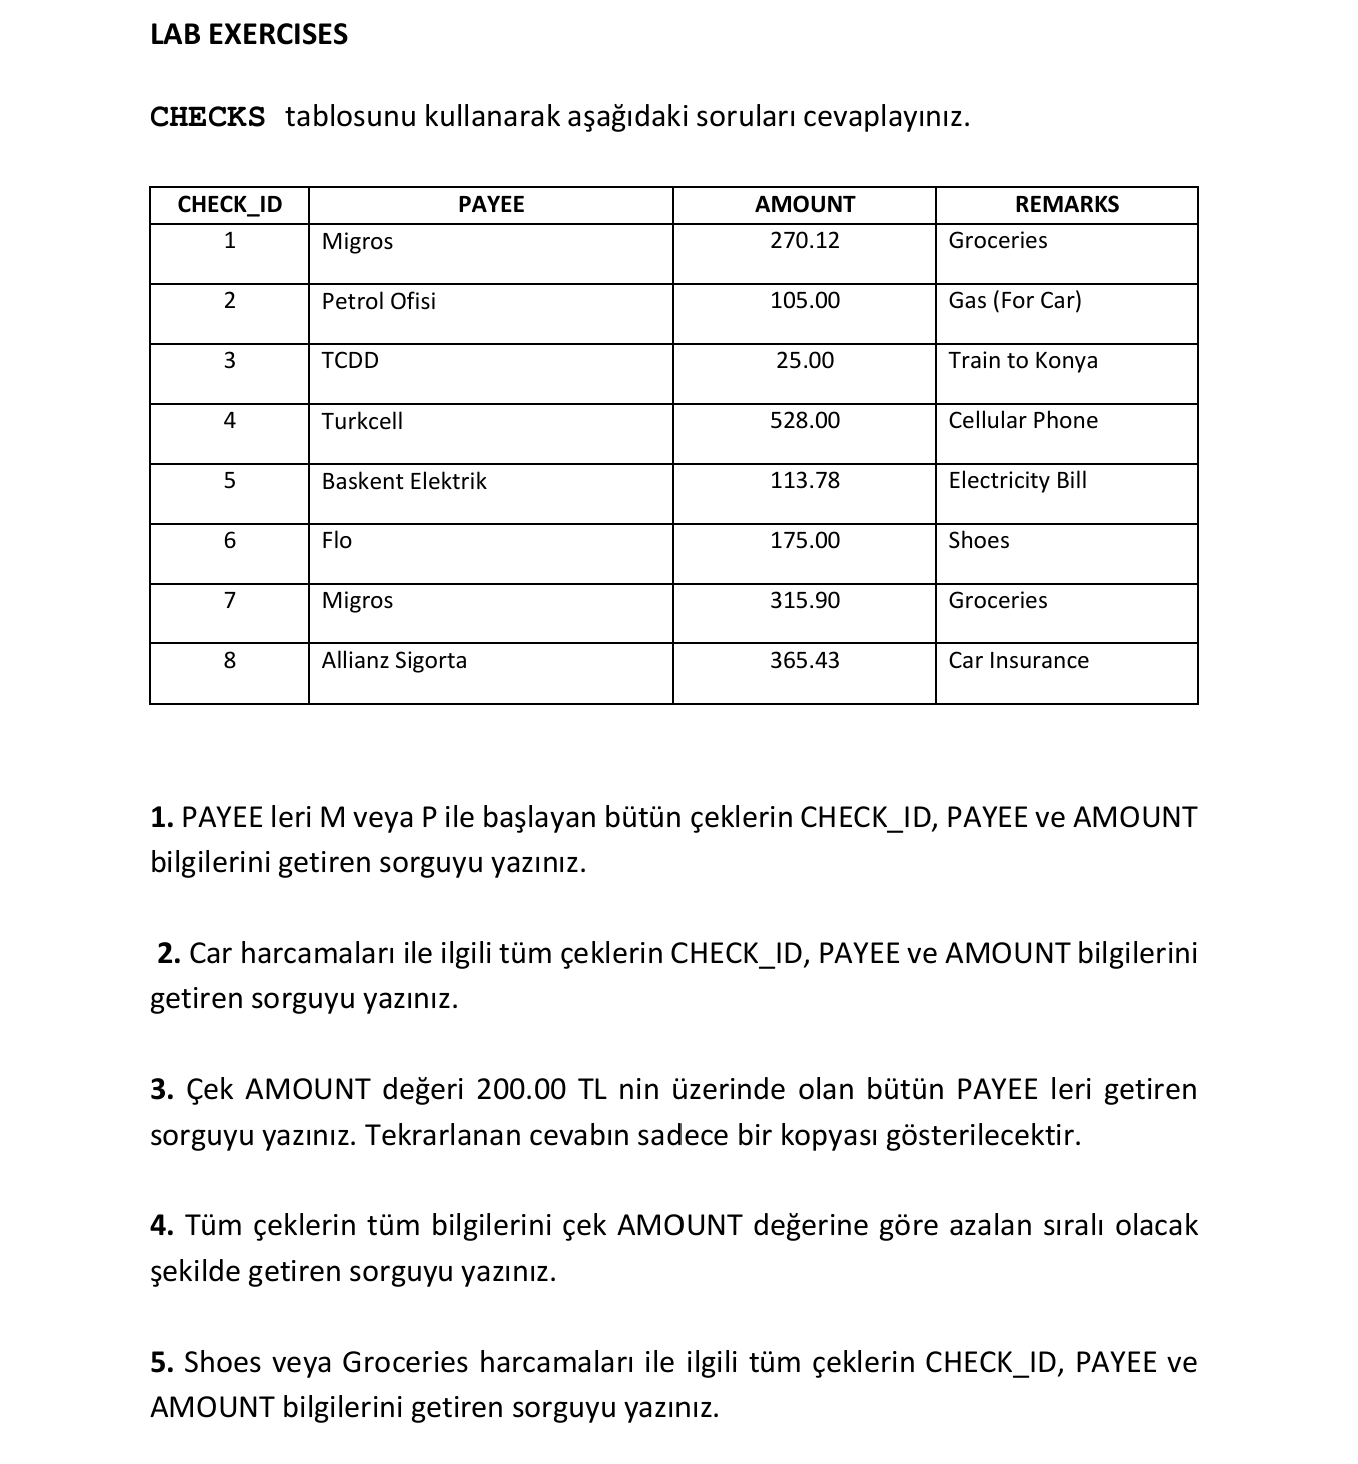 LAB EXERCISES
CHECKS tablosunu kullanarak aşağıdaki soruları cevaplayınız.
CHECK_ID PAYEE AMOUNT REMARKS
1 Migros 270.12 Groceries
2 Petrol Ofisi 105.00 Gas (For Car)
3 TCDD 25.00 Train to Konya
4 Turkcell 528.00 Cellular Phone
5 Baskent Elektrik 113.78 Electricity Bill
6 Flo 175.00 Shoes
7 Migros 315.90 Groceries
8 Allianz Sigorta 365.43 Car Insurance
1. PAYEE leri M veya P ile başlayan bütün çeklerin CHECK_ID, PAYEE ve AMOUNT
bilgilerini getiren sorguyu yazınız.
2. Car harcamaları ile ilgili tüm çeklerin CHECK_ID, PAYEE ve AMOUNT bilgilerini
getiren sorguyu yazınız.
3. Çek AMOUNT değeri 200.00 TL nin üzerinde olan bütün PAYEE leri getiren
sorguyu yazınız. Tekrarlanan cevabın sadece bir kopyası gösterilecektir.
4. Tüm çeklerin tüm bilgilerini çek AMOUNT değerine göre azalan sıralı olacak
şekilde getiren sorguyu yazınız.
5. Shoes veya Groceries harcamaları ile ilgili tüm çeklerin CHECK_ID, PAYEE ve
AMOUNT bilgilerini getiren sorguyu yazınız.